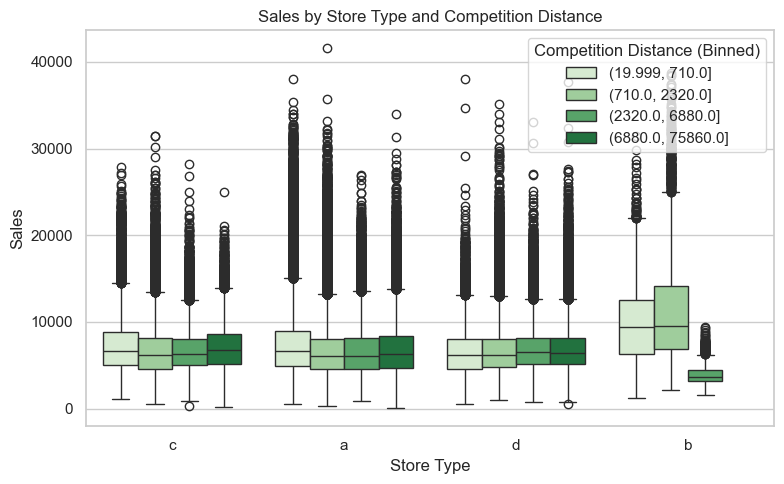 Sales by Store Type and Competition Distance
Competition Distance (Binned)
(19.999, 710.0]
(710.0, 2320.0]
(2320.0, 6880.0]
(6880.0, 75860.0]
40000
30000
20000
10000
0
Sales
c a d b
Store Type